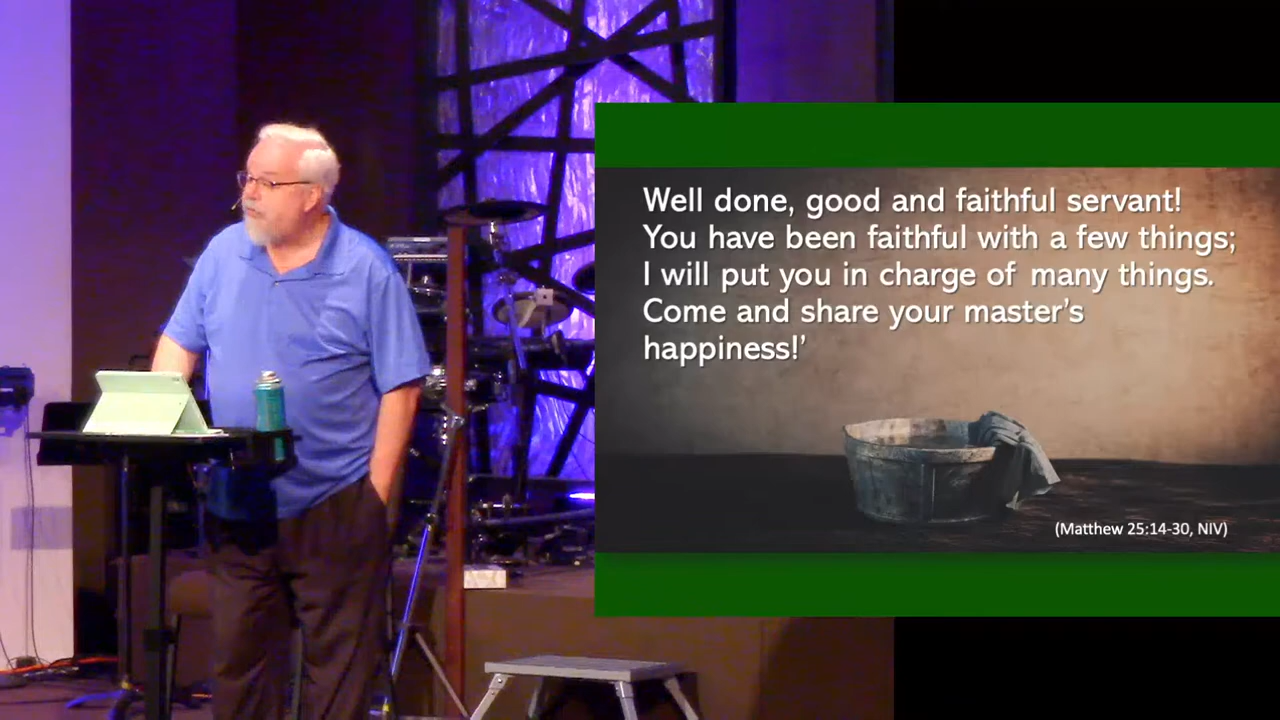 Well done, good and faithful servant!
You have been faithful with a few things;
I will put you in charge of many things.
Come and share your master's
happiness!'
(Matthew 25:14-30, NIV)